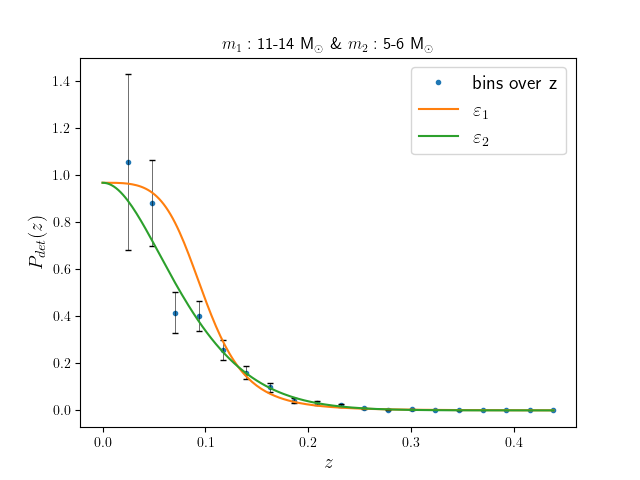 m₁ : 11-14 M⊙ & m₂ : 5-6 M⊙
bins over z
ε₁
ε₂
P_det(z)
1.4
1.2
1.0
0.8
0.6
0.4
0.2
0.0
0.0 0.1 0.2 0.3 0.4
z